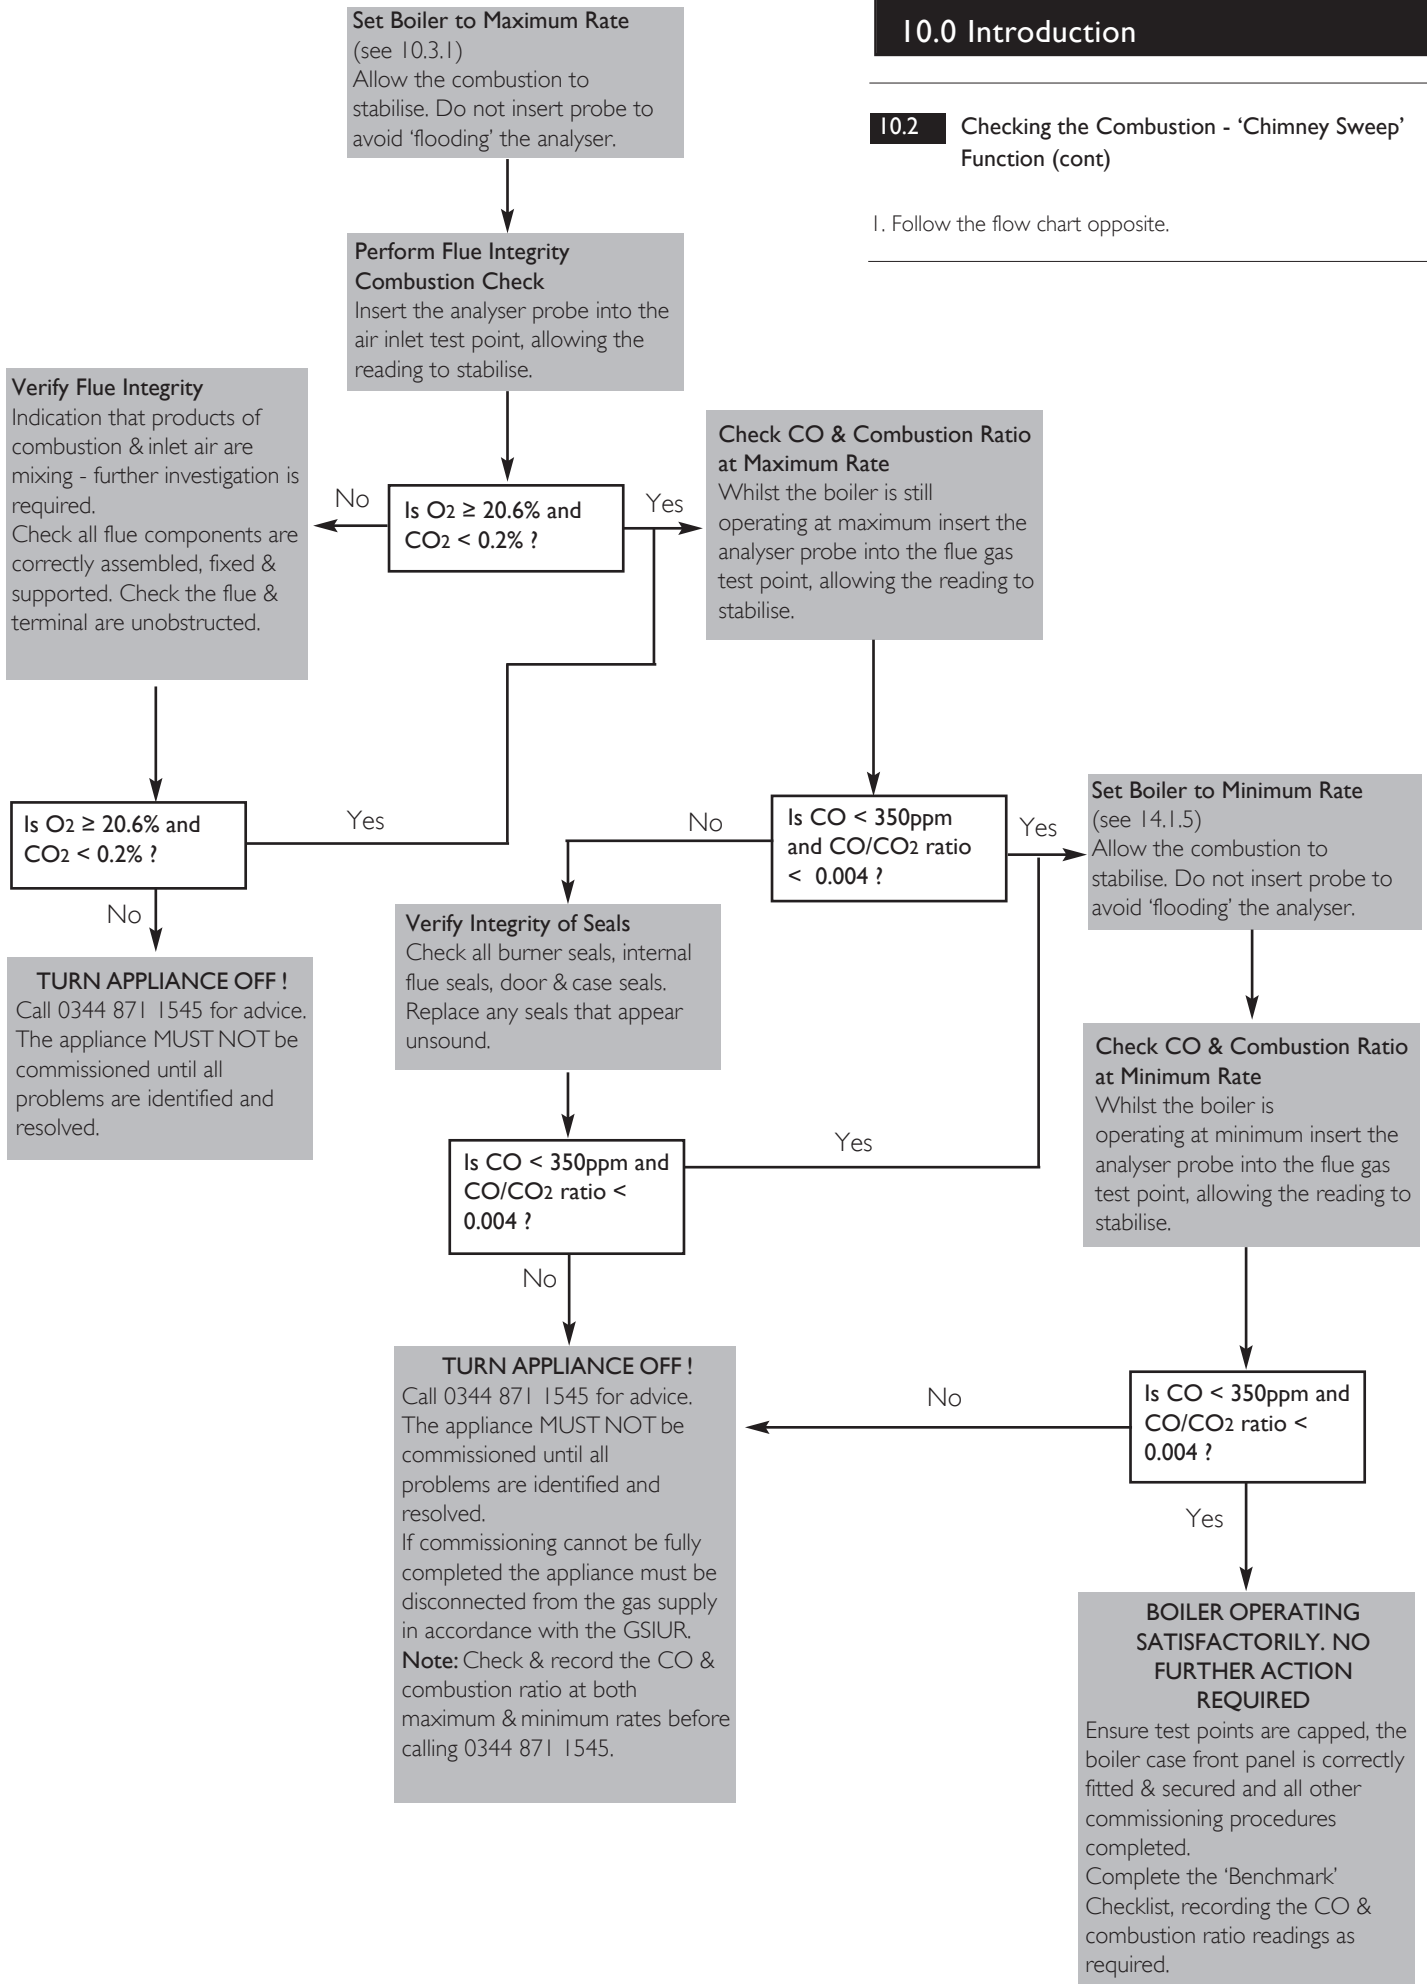 10.0 Introduction
10.2 Checking the Combustion - ‘Chimney Sweep’
Function (cont)
1. Follow the flow chart opposite.
Set Boiler to Maximum Rate
(see 10.3.1)
Allow the combustion to
stabilise. Do not insert probe to
avoid ‘flooding’ the analyser.
Perform Flue Integrity
Combustion Check
Insert the analyser probe into the
air inlet test point, allowing the
reading to stabilise.
Is O2 ≥ 20.6% and
CO2 < 0.2% ?
No
Yes
Verify Flue Integrity
Indication that products of
combustion & inlet air are
mixing - further investigation is
required.
Check all flue components are
correctly assembled, fixed &
supported. Check the flue &
terminal are unobstructed.
Is O2 ≥ 20.6% and
CO2 < 0.2% ?
Yes
No
TURN APPLIANCE OFF !
Call 0344 871 1545 for advice.
The appliance MUST NOT be
commissioned until all
problems are identified and
resolved.
Check CO & Combustion Ratio
at Maximum Rate
Whilst the boiler is still
operating at maximum insert the
analyser probe into the flue gas
test point, allowing the reading to
stabilise.
Is CO < 350ppm
and CO/CO2 ratio
< 0.004 ?
No
Yes
Verify Integrity of Seals
Check all burner seals, internal
flue seals, door & case seals.
Replace any seals that appear
unsound.
Is CO < 350ppm and
CO/CO2 ratio <
0.004 ?
Yes
No
TURN APPLIANCE OFF !
Call 0344 871 1545 for advice.
The appliance MUST NOT be
commissioned until all
problems are identified and
resolved.
If commissioning cannot be fully
completed the appliance must be
disconnected from the gas supply
in accordance with the GSIUR.
Note: Check & record the CO &
combustion ratio at both
maximum & minimum rates before
calling 0344 871 1545.
Set Boiler to Minimum Rate
(see 14.1.5)
Allow the combustion to
stabilise. Do not insert probe to
avoid ‘flooding’ the analyser.
Check CO & Combustion Ratio
at Minimum Rate
Whilst the boiler is
operating at minimum insert the
analyser probe into the flue gas
test point, allowing the reading to
stabilise.
Is CO < 350ppm and
CO/CO2 ratio <
0.004 ?
No
Yes
BOILER OPERATING
SATISFACTORILY. NO
FURTHER ACTION
REQUIRED
Ensure test points are capped, the
boiler case front panel is correctly
fitted & secured and all other
commissioning procedures
completed.
Complete the ‘Benchmark’
Checklist, recording the CO &
combustion ratio readings as
required.